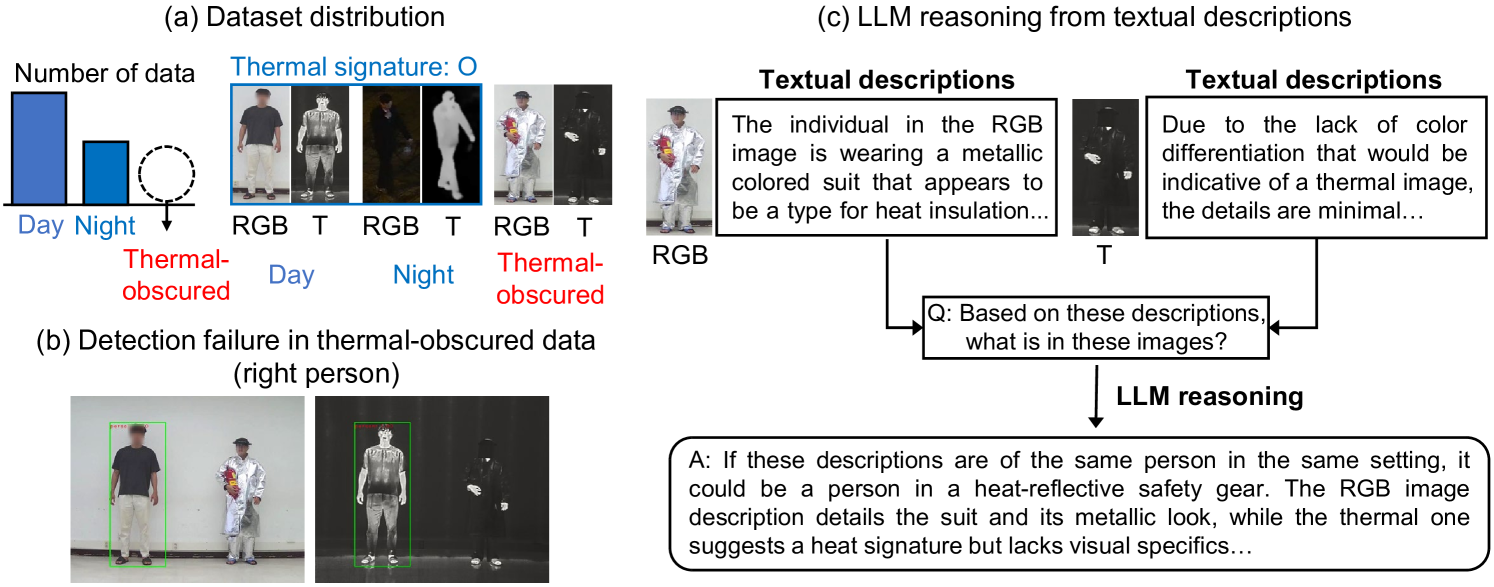 (a) Dataset distribution
Number of data
Day
Night
Thermal-
obscured
Thermal signature: O
RGB
T
RGB
T
RGB
T
Day
Night
Thermal-
obscured
(b) Detection failure in thermal-obscured data
(right person)
(c) LLM reasoning from textual descriptions
Textual descriptions
The individual in the RGB
image is wearing a metallic
colored suit that appears to
be a type for heat insulation...
RGB
Textual descriptions
Due to the lack of color
differentiation that would be
indicative of a thermal image,
the details are minimal…
T
Q: Based on these descriptions,
what is in these images?
LLM reasoning
A: If these descriptions are of the same person in the same setting, it
could be a person in a heat-reflective safety gear. The RGB image
description details the suit and its metallic look, while the thermal one
suggests a heat signature but lacks visual specifics…